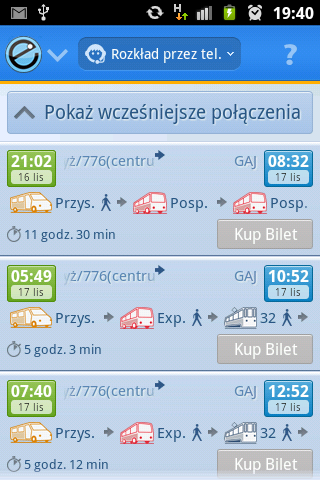 19:40
Rozkład przez tel.
?
Pokaż wcześniejsze połączenia
21:02 yż/776(centru GAJ 08:32
16 lis 17 lis
Przys. Posp. Posp.
11 godz. 30 min Kup Bilet
05:49 yż/776(centru GAJ 10:52
17 lis 17 lis
Przys. Exp. 32
5 godz. 3 min Kup Bilet
07:40 yż/776(centru GAJ 12:52
17 lis 17 lis
Przys. Exp. 32
5 godz. 12 min Kup Bilet